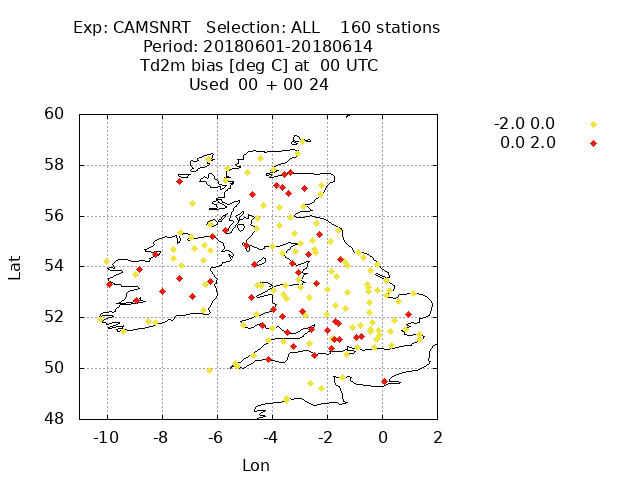 Exp: CAMSNRT Selection: ALL 160 stations
Period: 20180601-20180614
Td2m bias [deg C] at 00 UTC
Used 00 + 00 24
-2.0 0.0
0.0 2.0
60
58
56
54
52
50
48
Lat
-10 -8 -6 -4 -2 0 2
Lon